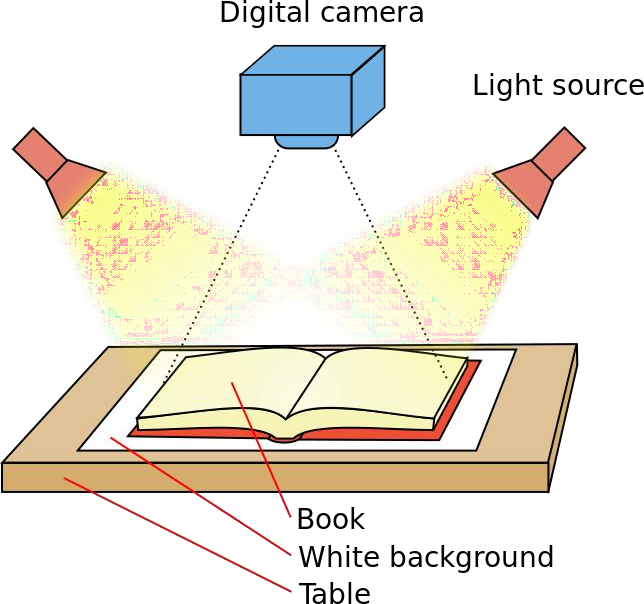 Digital camera
Light source
Book
White background
Table